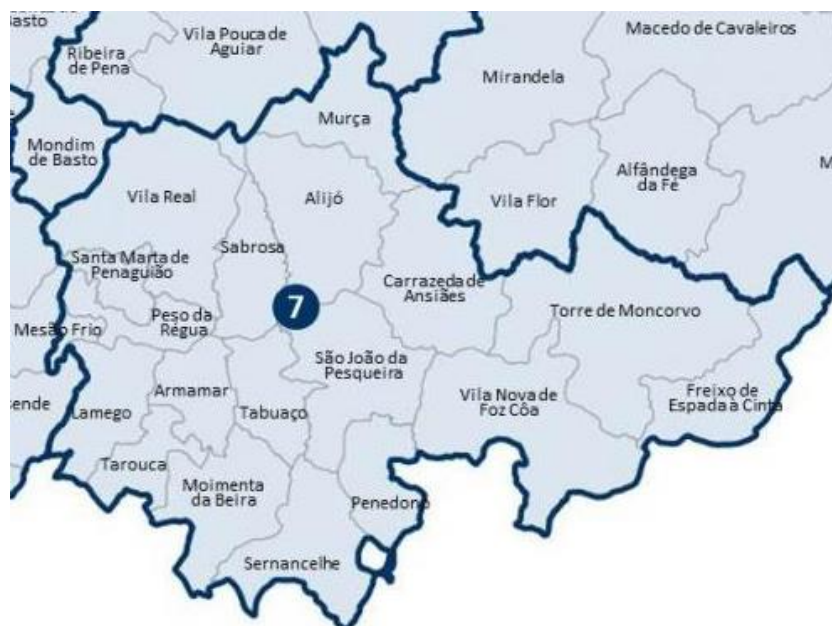 de Basto
Vila Pouca de
Aguiar
Ribeira
de Pena
Macedo de Cavaleiros
Mirandela
Murça
Mondim
de Basto
Alfândega
da Fé
M
Vila Real
Alijó
Vila Flor
Sabrosa
Santa Marta de
Penaguião
Carrazeda de
Ansiães
7
Mesão Frio
Peso da
Régua
Torre de Moncorvo
São João da
Pesqueira
Armamar
Vila Nova de
Foz Côa
Freixo de
Espada à Cinta
ende
Lamego
Tabuaço
Tarouca
Moimenta
da Beira
Penedono
Sernancelhe